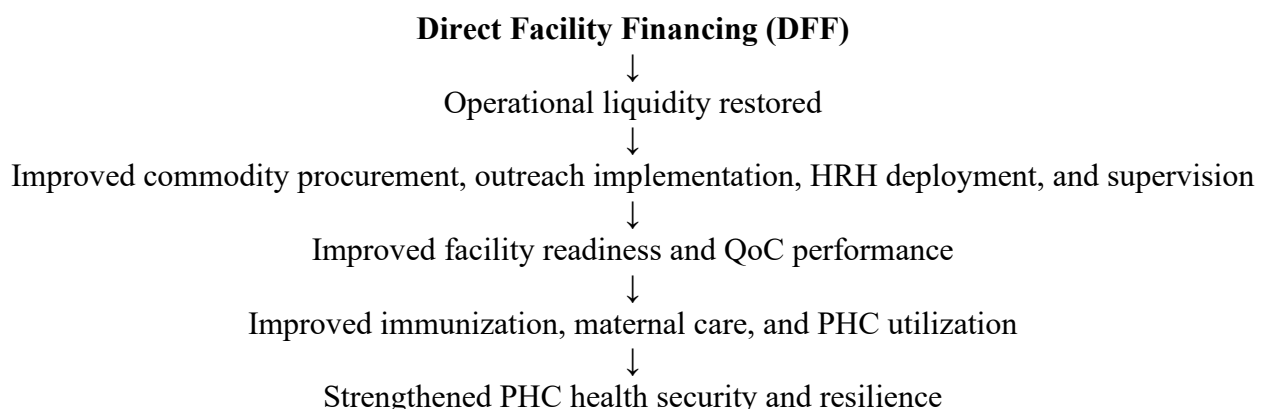 Direct Facility Financing (DFF)
↓
Operational liquidity restored
↓
Improved commodity procurement, outreach implementation, HRH deployment, and supervision
↓
Improved facility readiness and QoC performance
↓
Improved immunization, maternal care, and PHC utilization
↓
Strengthened PHC health security and resilience